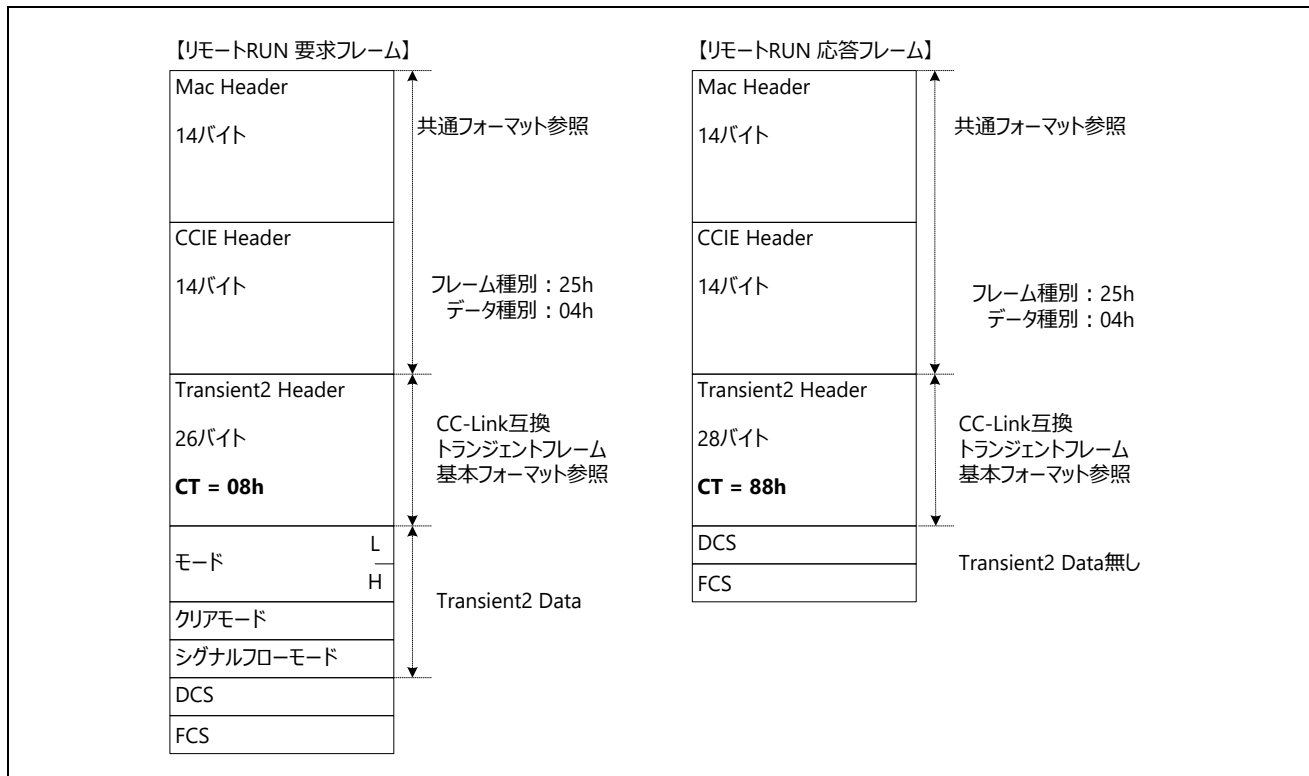 【リモートRUN 要求フレーム】
Mac Header
14バイト
共通フォーマット参照
CCIE Header
14バイト
フレーム種別：25h
データ種別：04h
Transient2 Header
26バイト
CT = 08h
CC-Link互換
トランジェントフレーム
基本フォーマット参照
モード
L
H
クリアモード
シグナルフローモード
Transient2 Data
DCS
FCS
【リモートRUN 応答フレーム】
Mac Header
14バイト
共通フォーマット参照
CCIE Header
14バイト
フレーム種別：25h
データ種別：04h
Transient2 Header
28バイト
CT = 88h
CC-Link互換
トランジェントフレーム
基本フォーマット参照
DCS
FCS
Transient2 Data無し